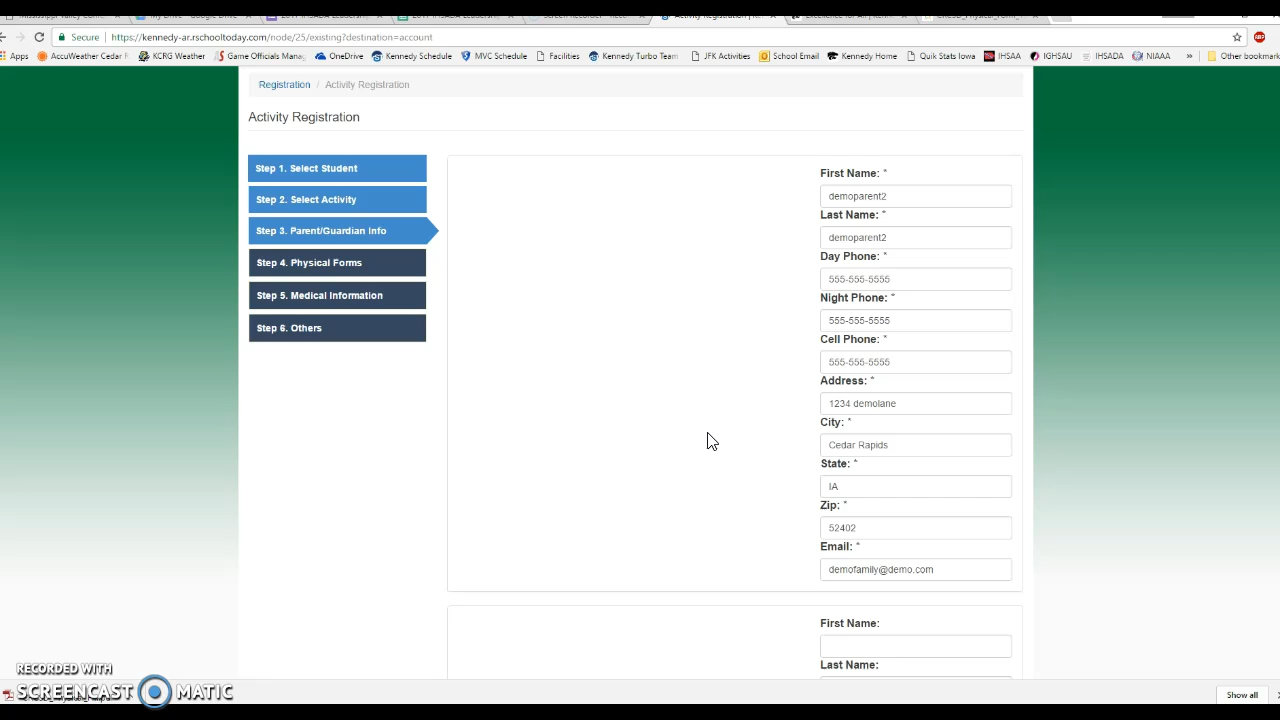 Secure https://kennedy-ar.rschooltoday.com/node/25/existing?destination=account
Apps AccuWeather Cedar R KCRG Weather Game Officials Manag OneDrive Kennedy Schedule MVC Schedule Facilities Kennedy Turbo Team JFK Activities School Email Kennedy Home Quik Stats Iowa IHSAA IGHSAU IHSADA NIAAA » Other bookmark
Registration / Activity Registration
Activity Registration
Step 1. Select Student
Step 2. Select Activity
Step 3. Parent/Guardian Info
Step 4. Physical Forms
Step 5. Medical Information
Step 6. Others
First Name: *
demoparent2
Last Name: *
demoparent2
Day Phone: *
555-555-5555
Night Phone: *
555-555-5555
Cell Phone: *
555-555-5555
Address: *
1234 demolane
City: *
Cedar Rapids
State: *
IA
Zip: *
52402
Email: *
demofamily@demo.com
First Name:
Last Name:
RECORDED WITH
SCREENCAST MATIC
Show all